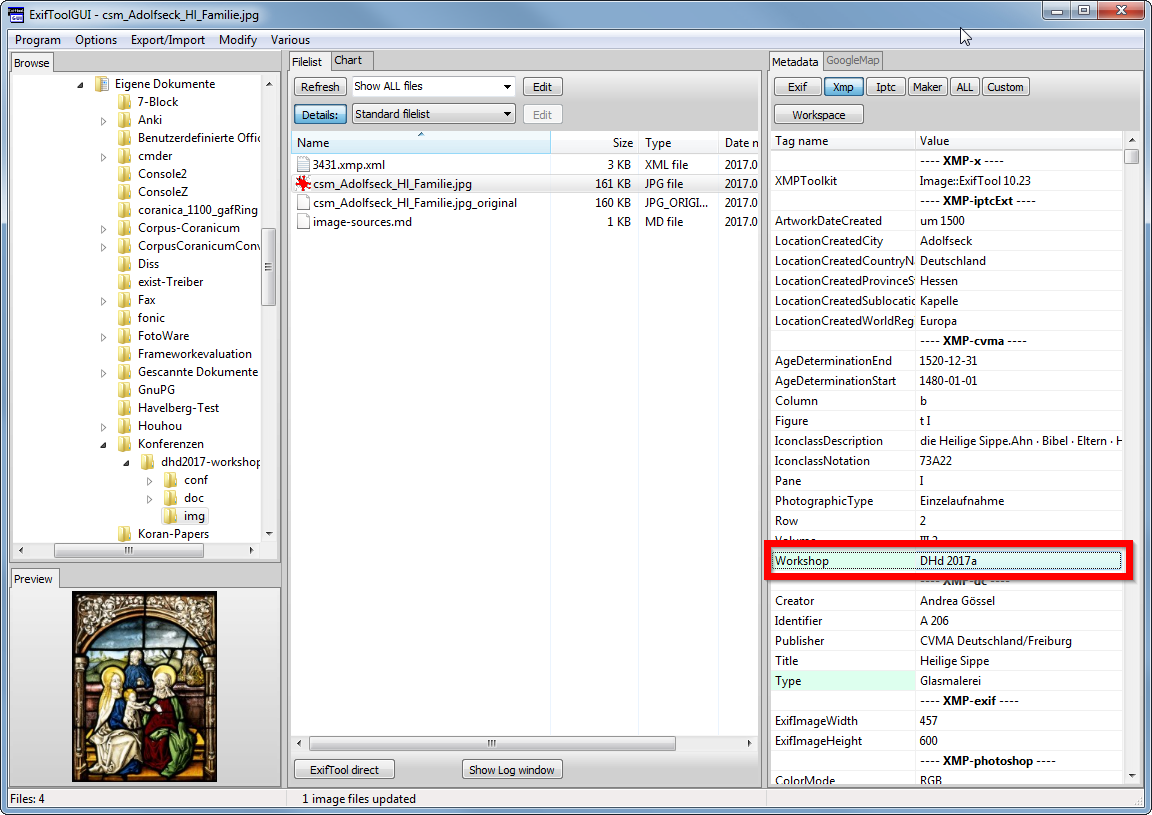 ExifToolGUI - csm_Adolfseck_Hl_Familie.jpg
Program Options Export/Import Modify Various
Browse
Eigene Dokumente
7-Block
Anki
Benutzerdefinierte Offic
cmder
Console2
ConsoleZ
coranica_1100_gafRing
Corpus-Coranicum
CorpusCoranicumConv
Diss
exist-Treiber
Fax
fonic
FotoWare
Frameworkevaluation
Gescannte Dokumente
GnuPG
Havelberg-Test
Houhou
Konferenzen
dhd2017-workshop
conf
doc
img
Koran-Papers
Preview
Filelist Chart
Refresh Show ALL files Edit
Details: Standard filelist Edit
Name Size Type Date n
3431.xmp.xml 3 KB XML file 2017.0
csm_Adolfseck_Hl_Familie.jpg 161 KB JPG file 2017.0
csm_Adolfseck_Hl_Familie.jpg_original 160 KB JPG_ORIGI... 2017.0
image-sources.md 1 KB MD file 2017.0
ExifTool direct Show Log window
Metadata GoogleMap
Exif Xmp Iptc Maker ALL Custom
Workspace
Tag name Value
---- XMP-x ----
XMPToolkit Image::ExifTool 10.23
---- XMP-iptcExt ----
ArtworkDateCreated um 1500
LocationCreatedCity Adolfseck
LocationCreatedCountryN Deutschland
LocationCreatedProvinceS Hessen
LocationCreatedSublocatic Kapelle
LocationCreatedWorldReg Europa
---- XMP-cvma ----
AgeDeterminationEnd 1520-12-31
AgeDeterminationStart 1480-01-01
Column b
Figure t I
IconclassDescription die Heilige Sippe.Ahn · Bibel · Eltern · H
IconclassNotation 73A22
Pane I
PhotographicType Einzelaufnahme
Row 2
Volume III 2
Workshop DHd 2017a
---- XMP-dc ----
Creator Andrea Gössel
Identifier A 206
Publisher CVMA Deutschland/Freiburg
Title Heilige Sippe
Type Glasmalerei
---- XMP-exif ----
ExifImageWidth 457
ExifImageHeight 600
---- XMP-photoshop ----
ColorMode RGB
Files: 4 1 image files updated